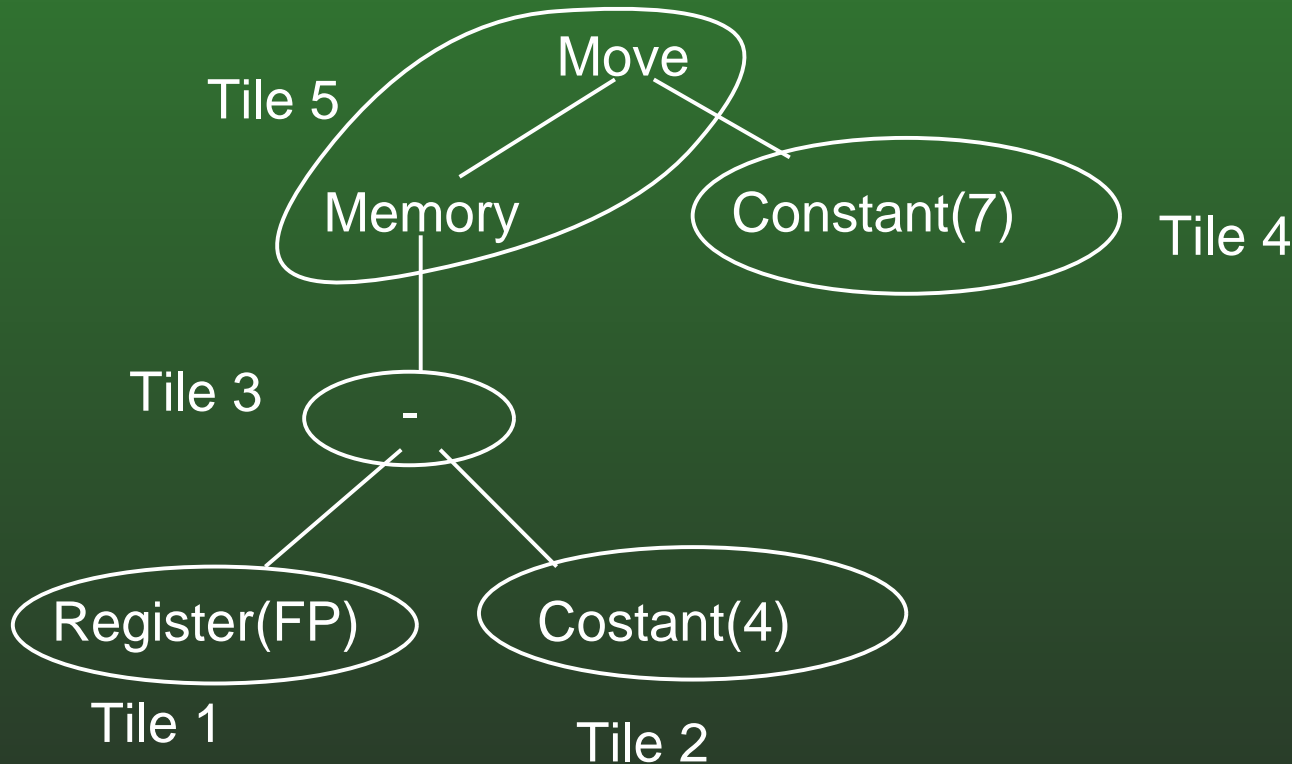 Move
Tile 5
Memory
Constant(7)
Tile 4
Tile 3
-
Register(FP)
Costant(4)
Tile 1
Tile 2